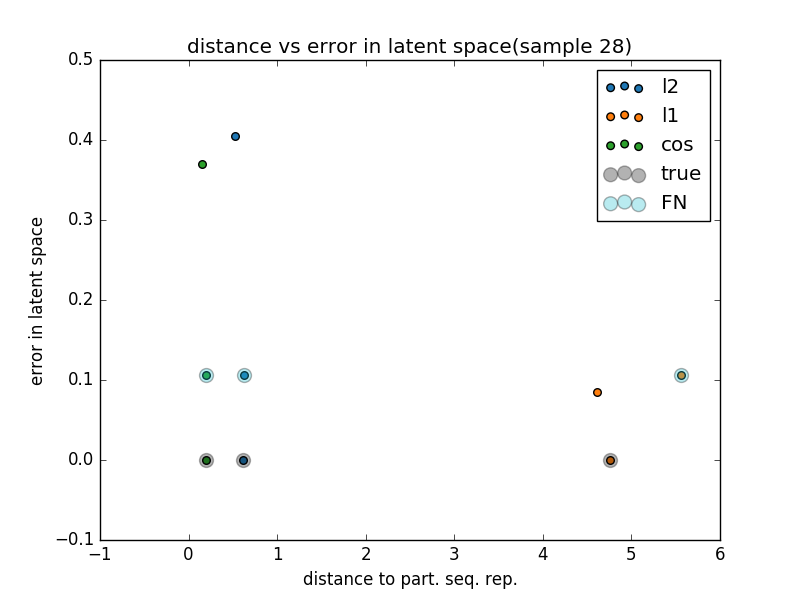 distance vs error in latent space(sample 28)
0.5
0.4
0.3
0.2
0.1
0.0
−0.1
error in latent space
l2
l1
cos
true
FN
−1 0 1 2 3 4 5 6
distance to part. seq. rep.